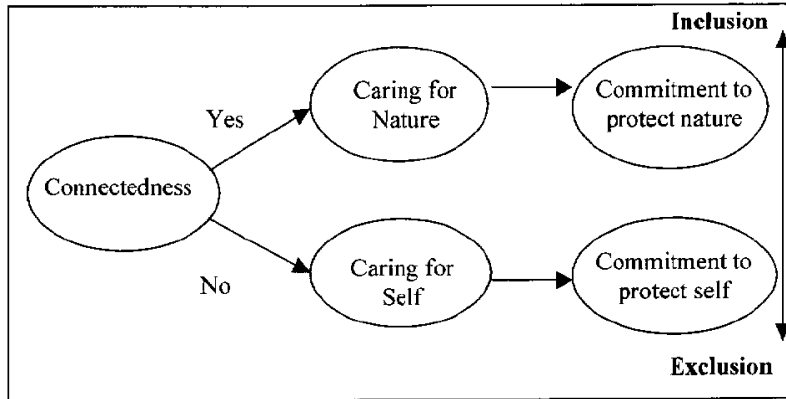 Inclusion
Caring for
Nature
Commitment to
protect nature
Yes
Connectedness
No
Caring for
Self
Commitment to
protect self
Exclusion